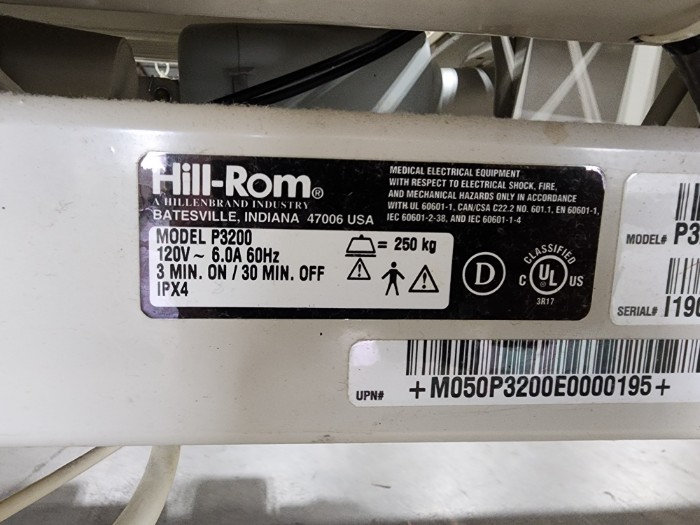 Hill-Rom®
A HILLENBRAND INDUSTRY
BATESVILLE, INDIANA 47006 USA
MODEL P3200
120V ~ 6.0A 60Hz
3 MIN. ON / 30 MIN. OFF
IPX4
= 250 kg
MEDICAL ELECTRICAL EQUIPMENT
WITH RESPECT TO ELECTRICAL SHOCK, FIRE,
AND MECHANICAL HAZARDS ONLY IN ACCORDANCE
WITH UL 60601-1, CAN/CSA C22.2 NO. 601.1, EN 60601-1,
IEC 60601-2-38, AND IEC 60601-1-4
D
CLASSIFIED
C UL US
3R17
MODEL# P3
SERIAL# I190
UPN# +M050P3200E0000195+